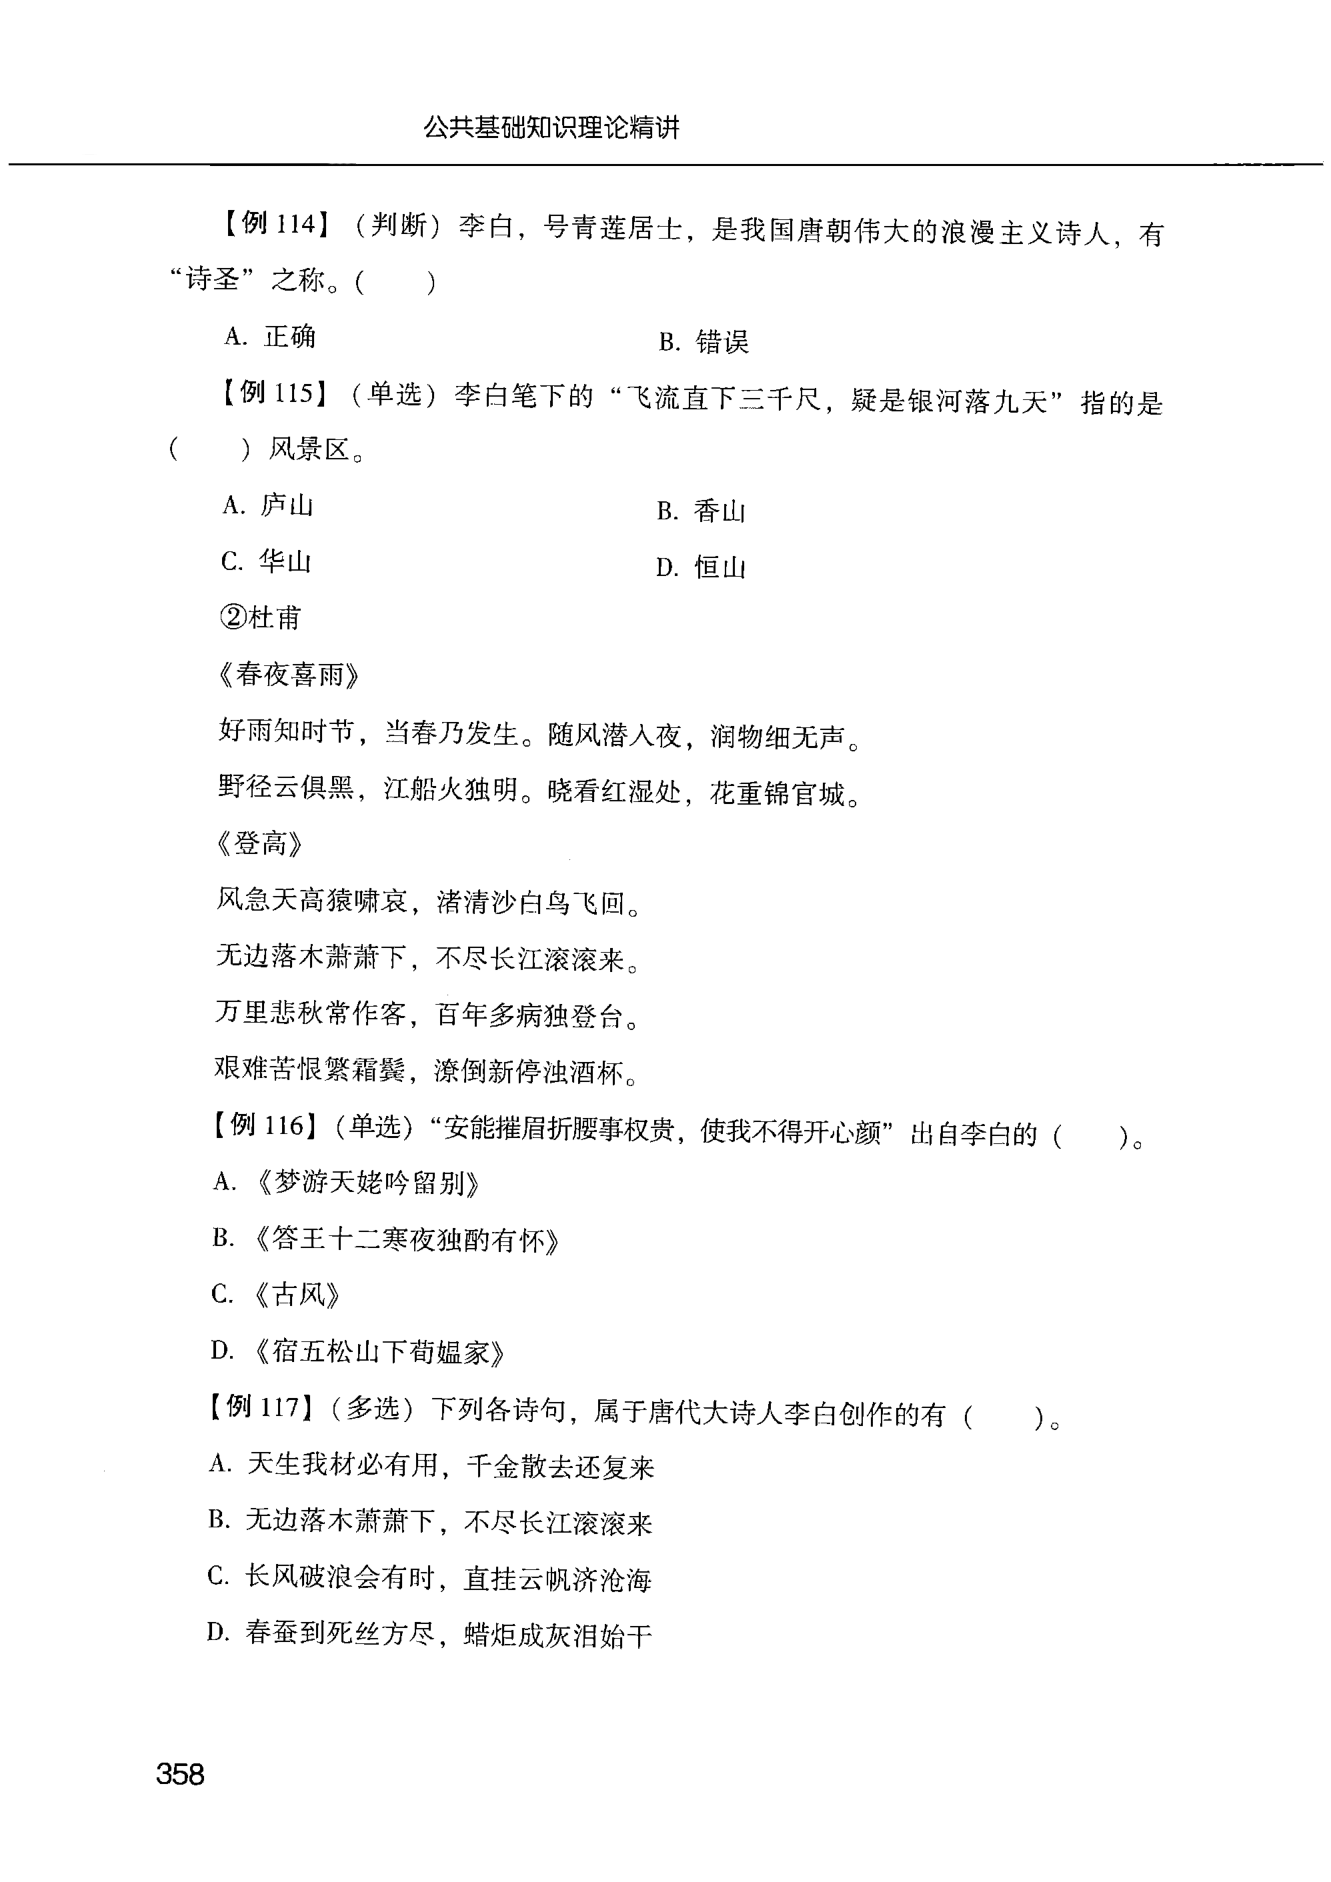 公共基础知识理论精讲
【例 114】（判断）李白，号青莲居士，是我国唐朝伟大的浪漫主义诗人，有
“诗圣”之称。（　　）
A. 正确　　B. 错误
【例 115】（单选）李白笔下的“飞流直下三千尺，疑是银河落九天”指的是
（　　）风景区。
A. 庐山　　B. 香山
C. 华山　　D. 恒山
②杜甫
《春夜喜雨》
好雨知时节，当春乃发生。随风潜入夜，润物细无声。
野径云俱黑，江船火独明。晓看红湿处，花重锦官城。
《登高》
风急天高猿啸哀，渚清沙白鸟飞回。
无边落木萧萧下，不尽长江滚滚来。
万里悲秋常作客，百年多病独登台。
艰难苦恨繁霜鬓，潦倒新停浊酒杯。
【例 116】（单选）“安能摧眉折腰事权贵，使我不得开心颜”出自李白的（　　）。
A. 《梦游天姥吟留别》
B. 《答王十二寒夜独酌有怀》
C. 《古风》
D. 《宿五松山下荀媪家》
【例 117】（多选）下列各诗句，属于唐代大诗人李白创作的有（　　）。
A. 天生我材必有用，千金散去还复来
B. 无边落木萧萧下，不尽长江滚滚来
C. 长风破浪会有时，直挂云帆济沧海
D. 春蚕到死丝方尽，蜡炬成灰泪始干
358